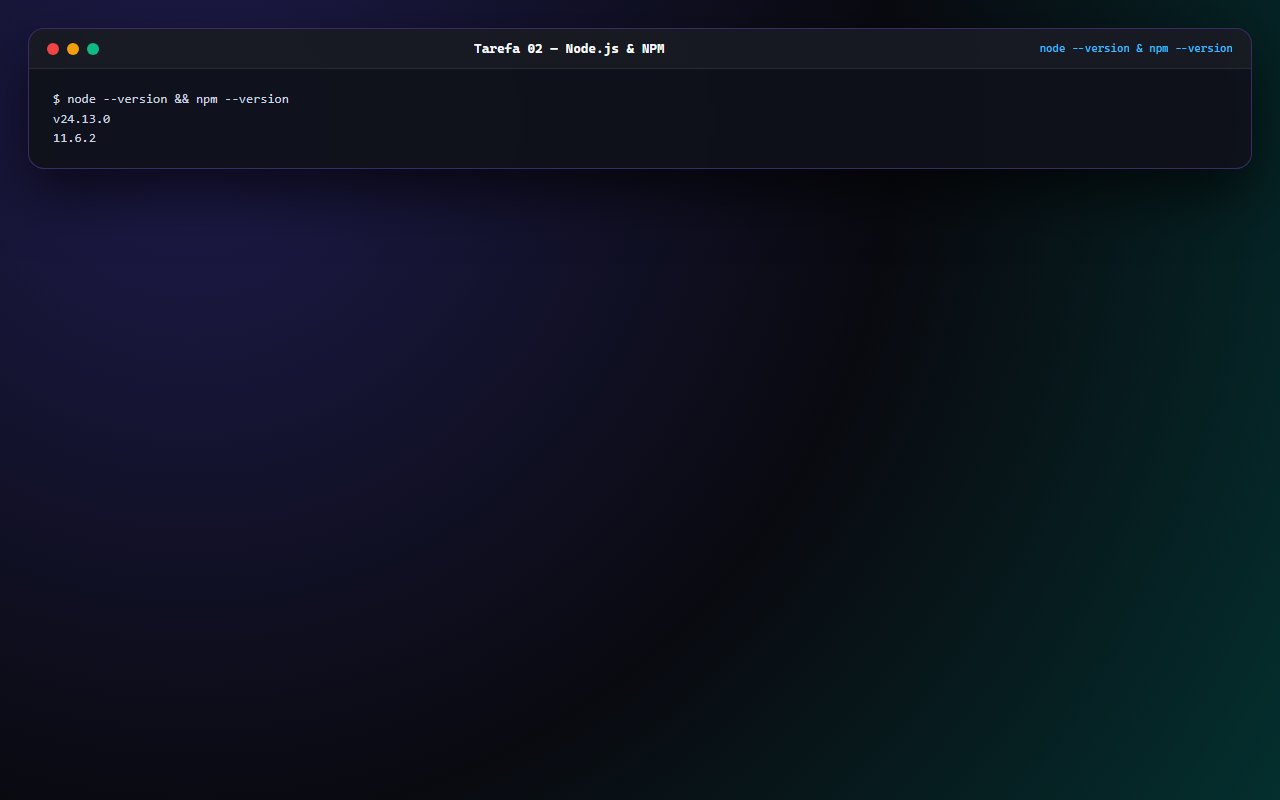 Tarefa 02 — Node.js & NPM
node --version & npm --version
$ node --version && npm --version
v24.13.0
11.6.2